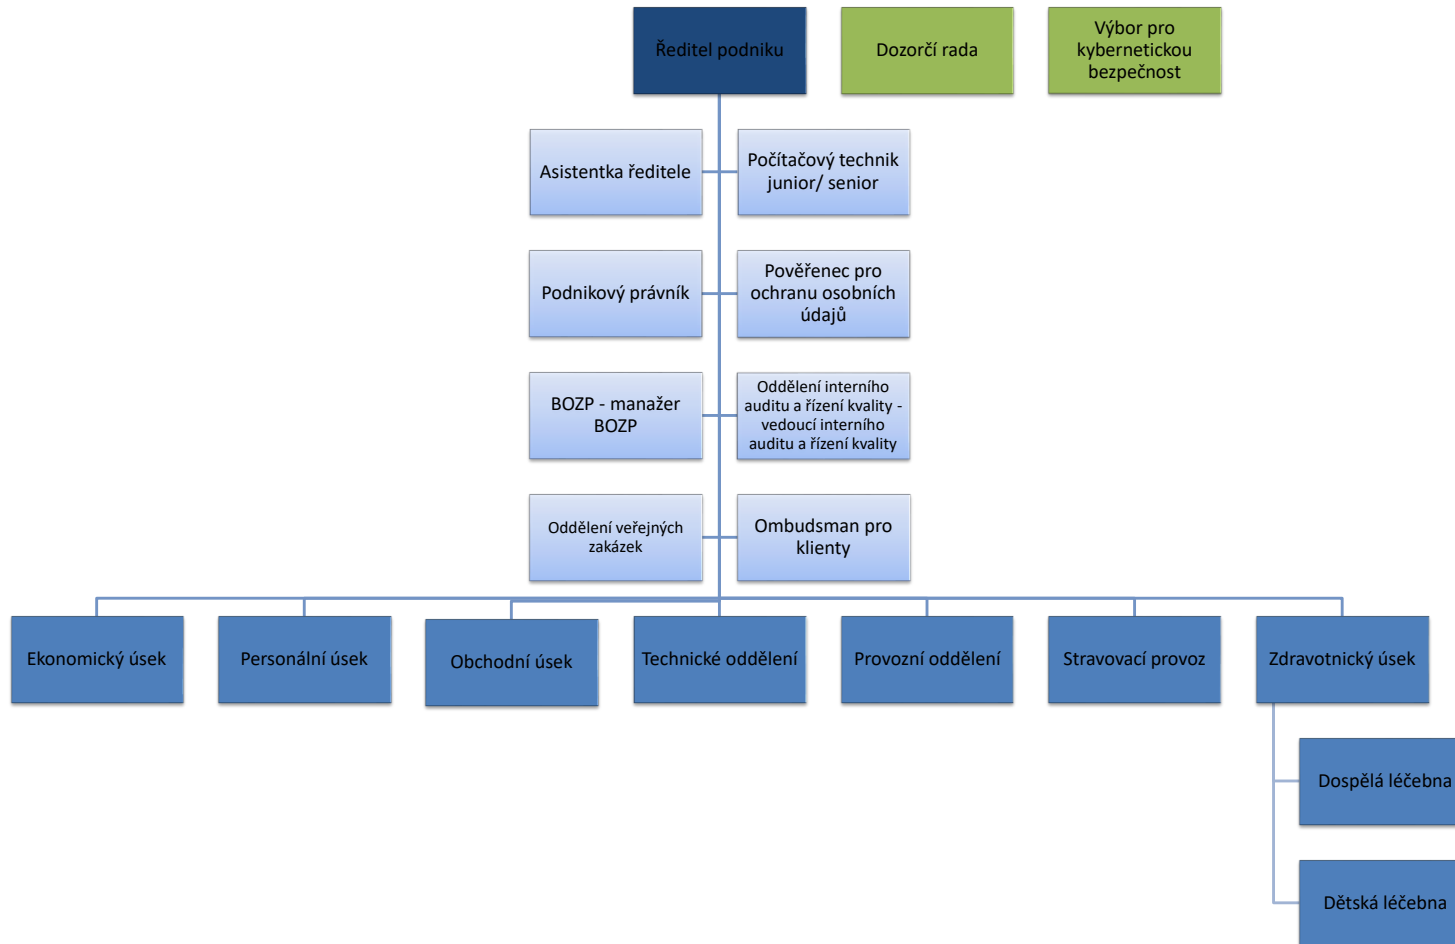 Ředitel podniku
Dozorčí rada
Výbor pro
kybernetickou
bezpečnost
Asistentka ředitele
Počítačový technik
junior/ senior
Podnikový právník
Pověřenec pro
ochranu osobních
údajů
BOZP - manažer
BOZP
Oddělení interního
auditu a řízení kvality -
vedoucí interního
auditu a řízení kvality
Oddělení veřejných
zakázek
Ombudsman pro
klienty
Ekonomický úsek
Personální úsek
Obchodní úsek
Technické oddělení
Provozní oddělení
Stravovací provoz
Zdravotnický úsek
Dospělá léčebna
Dětská léčebna